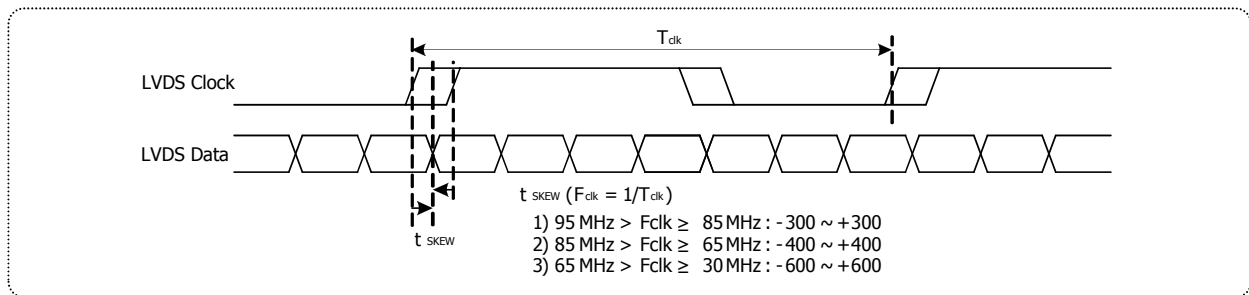 Tclk
LVDS Clock
LVDS Data
t SKEW (Fclk = 1/Tclk)
1) 95 MHz > Fclk ≥ 85 MHz : -300 ~ +300
2) 85 MHz > Fclk ≥ 65 MHz : -400 ~ +400
3) 65 MHz > Fclk ≥ 30 MHz : -600 ~ +600
t SKEW